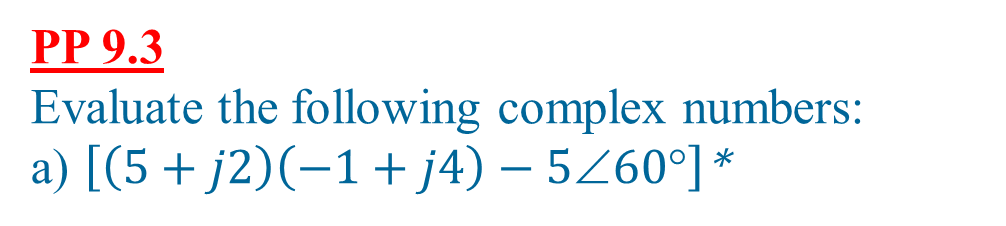 PP 9.3
Evaluate the following complex numbers:
a) [(5 + j2)(−1 + j4) − 5∠60°] *